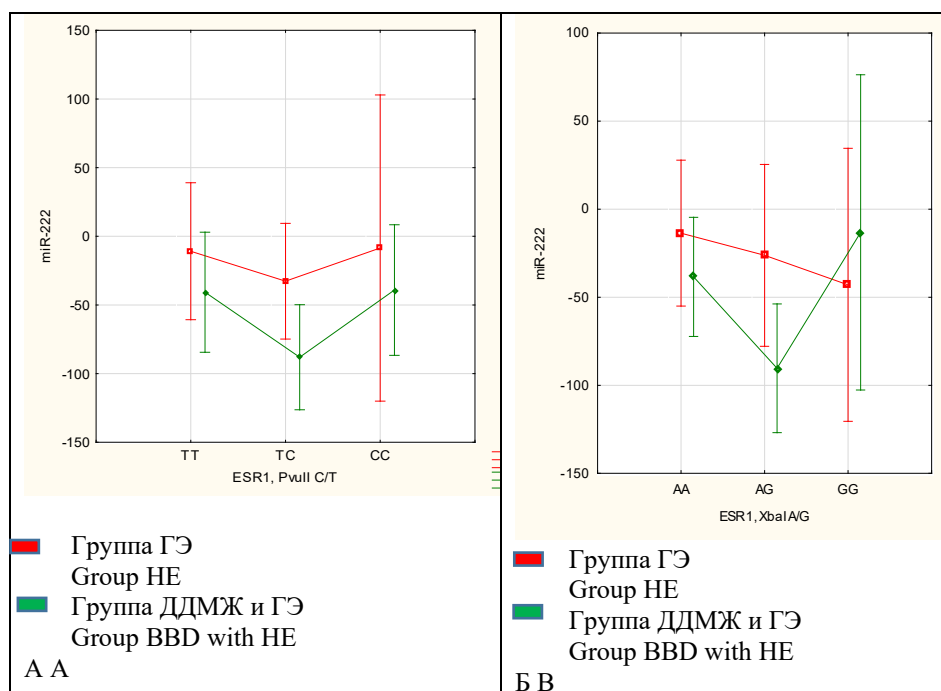 100
50
0
-50
-100
-150
miR-222
TT TC CC
ESR1, PvuII C/T
Группа ГЭ
Group HE
Группа ДДМЖ и ГЭ
Group BBD with HE
А A
100
50
0
-50
-100
-150
miR-222
AA AG GG
ESR1, XbaI A/G
Группа ГЭ
Group HE
Группа ДДМЖ и ГЭ
Group BBD with HE
Б В